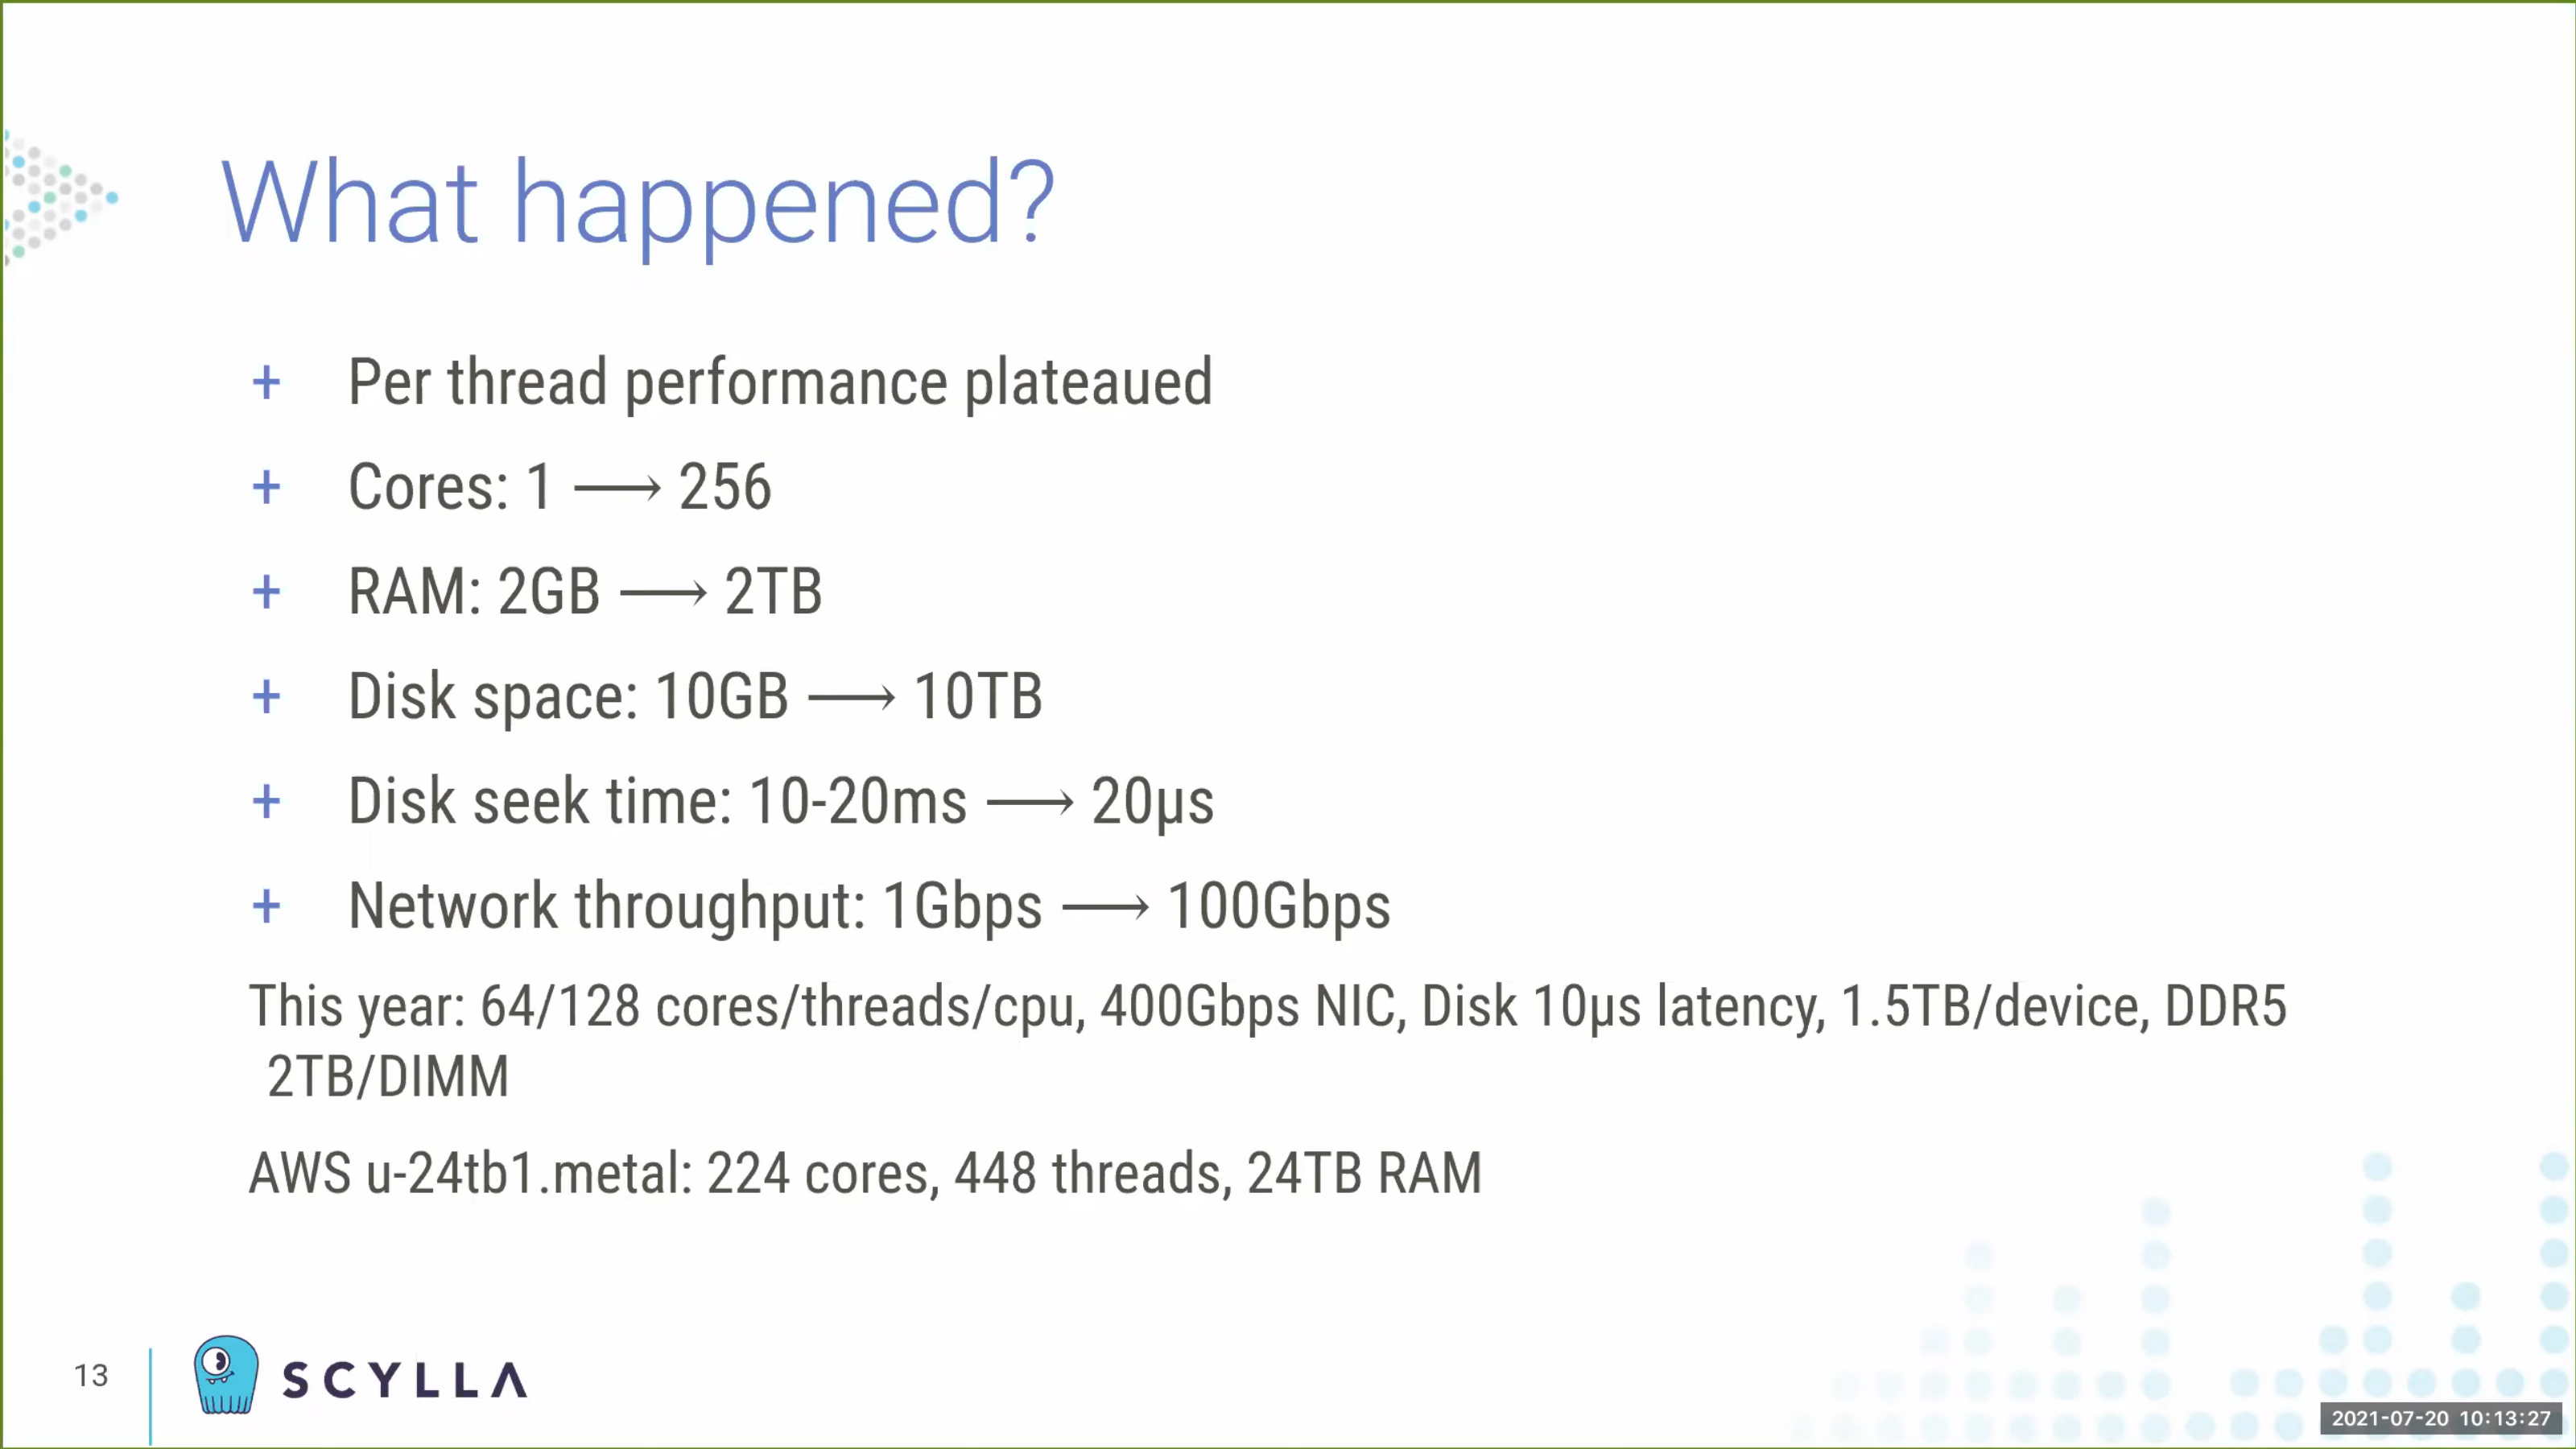 What happened?
+ Per thread performance plateaued
+ Cores: 1 ⟶ 256
+ RAM: 2GB ⟶ 2TB
+ Disk space: 10GB ⟶ 10TB
+ Disk seek time: 10-20ms ⟶ 20µs
+ Network throughput: 1Gbps ⟶ 100Gbps
This year: 64/128 cores/threads/cpu, 400Gbps NIC, Disk 10µs latency, 1.5TB/device, DDR5
2TB/DIMM
AWS u-24tb1.metal: 224 cores, 448 threads, 24TB RAM
13
SCYLLA
2021-07-20 10:13:27